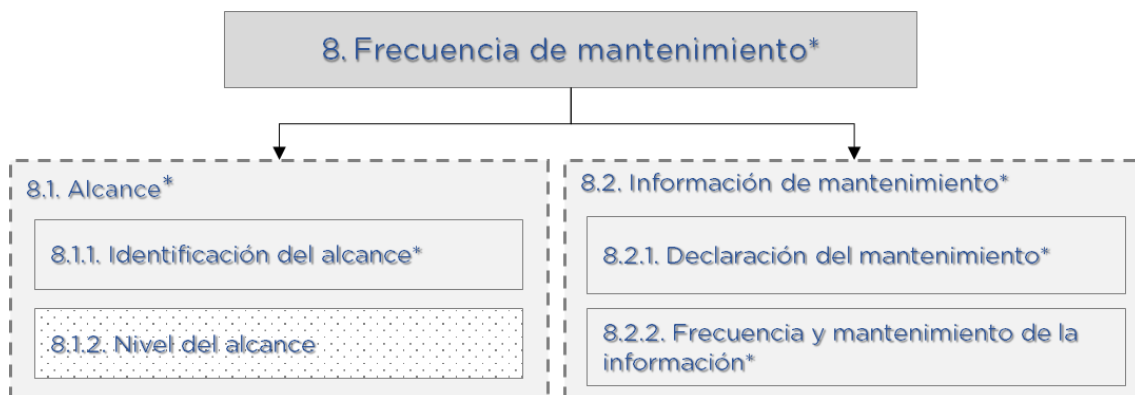 8. Frecuencia de mantenimiento*
8.1. Alcance*
8.1.1. Identificación del alcance*
8.1.2. Nivel del alcance
8.2. Información de mantenimiento*
8.2.1. Declaración del mantenimiento*
8.2.2. Frecuencia y mantenimiento de la
información*